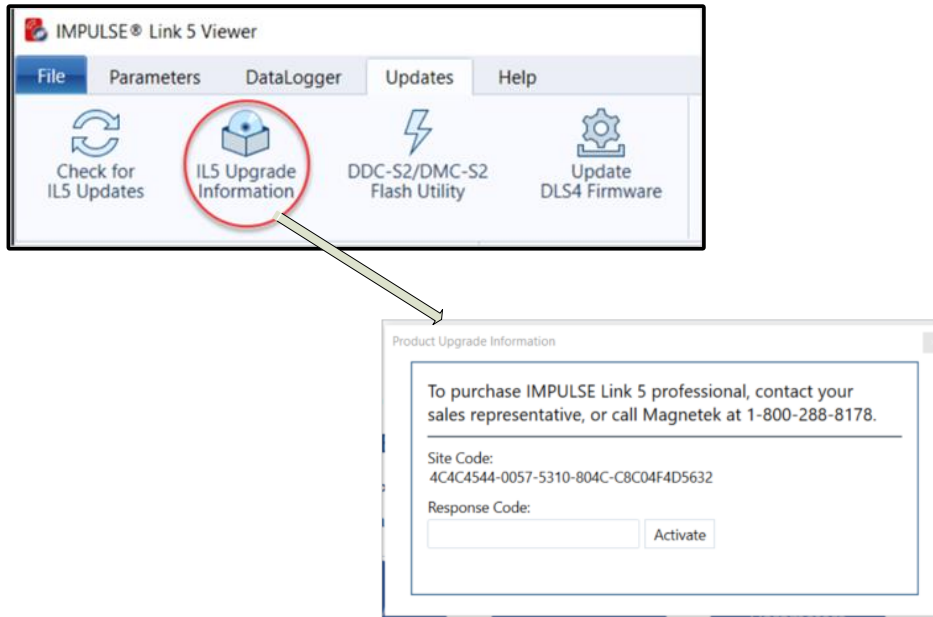 IMPULSE® Link 5 Viewer
File Parameters DataLogger Updates Help
Check for
IL5 Updates
IL5 Upgrade
Information
DDC-S2/DMC-S2
Flash Utility
Update
DLS4 Firmware
Product Upgrade Information
To purchase IMPULSE Link 5 professional, contact your
sales representative, or call Magnetek at 1-800-288-8178.
Site Code:
4C4C4544-0057-5310-804C-C8C04F4D5632
Response Code:
Activate